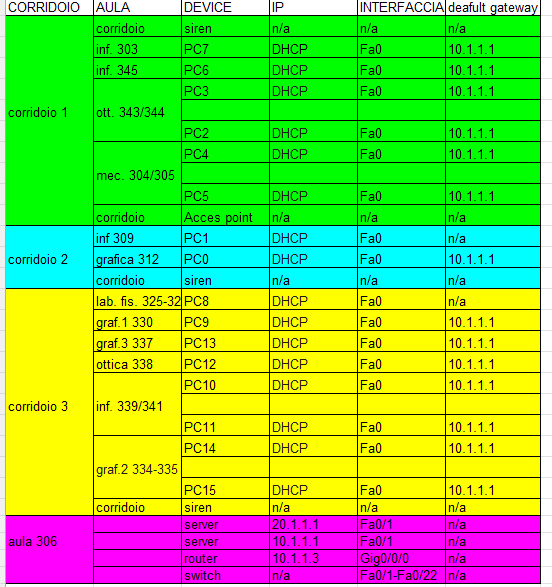 CORRIDOIO AULA DEVICE IP INTERFACCIA deafult gateway
corridoio siren n/a n/a n/a
inf. 303 PC7 DHCP Fa0 10.1.1.1
inf. 345 PC6 DHCP Fa0 10.1.1.1
PC3 DHCP Fa0 10.1.1.1
corridoio 1 ott. 343/344
PC2 DHCP Fa0 10.1.1.1
PC4 DHCP Fa0 10.1.1.1
mec. 304/305
PC5 DHCP Fa0 10.1.1.1
corridoio Acces point n/a n/a n/a
inf 309 PC1 DHCP Fa0 n/a
corridoio 2 grafica 312 PC0 DHCP Fa0 10.1.1.1
corridoio siren n/a n/a n/a
lab. fis. 325-32 PC8 DHCP Fa0 n/a
graf.1 330 PC9 DHCP Fa0 10.1.1.1
graf.3 337 PC13 DHCP Fa0 10.1.1.1
ottica 338 PC12 DHCP Fa0 10.1.1.1
PC10 DHCP Fa0 10.1.1.1
corridoio 3 inf. 339/341
PC11 DHCP Fa0 10.1.1.1
PC14 DHCP Fa0 10.1.1.1
graf.2 334-335
PC15 DHCP Fa0 10.1.1.1
corridoio siren n/a n/a n/a
server 20.1.1.1 Fa0/1 n/a
aula 306 server 10.1.1.1 Fa0/1 n/a
router 10.1.1.3 Gig0/0/0 n/a
switch n/a Fa0/1-Fa0/22 n/a